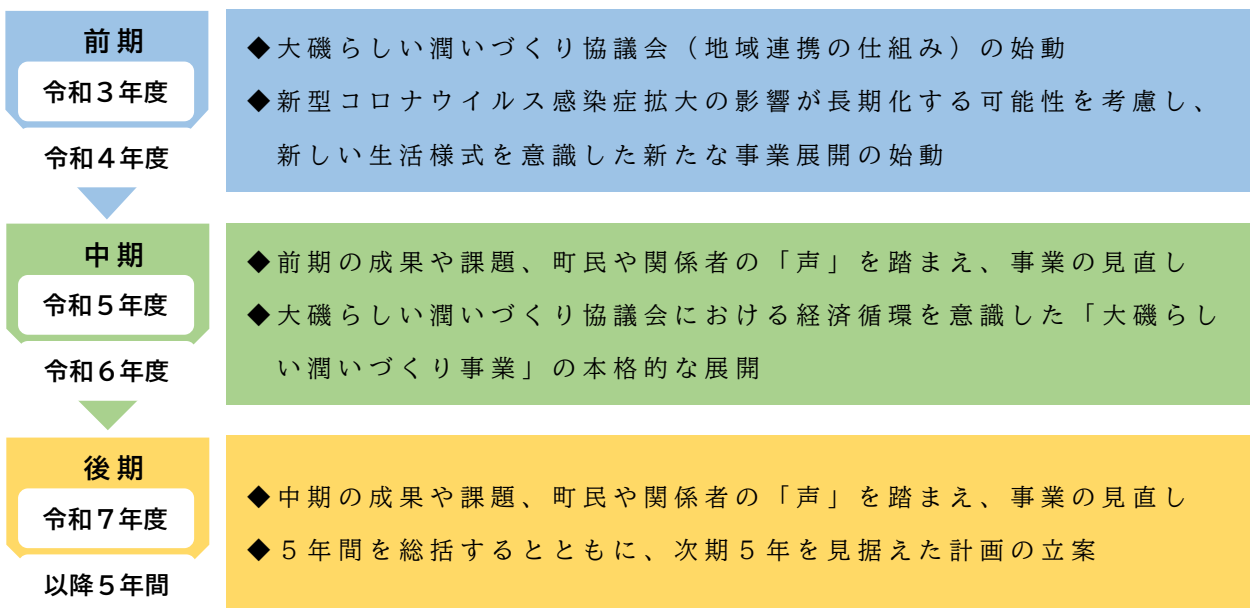 前期
令和３年度
令和４年度
◆大磯らしい潤いづくり協議会（地域連携の仕組み）の始動
◆新型コロナウイルス感染症拡大の影響が長期化する可能性を考慮し、
新しい生活様式を意識した新たな事業展開の始動
中期
令和５年度
令和６年度
◆前期の成果や課題、町民や関係者の「声」を踏まえ、事業の見直し
◆大磯らしい潤いづくり協議会における経済循環を意識した「大磯らし
い潤いづくり事業」の本格的な展開
後期
令和７年度
以降５年間
◆中期の成果や課題、町民や関係者の「声」を踏まえ、事業の見直し
◆５年間を総括するとともに、次期５年を見据えた計画の立案